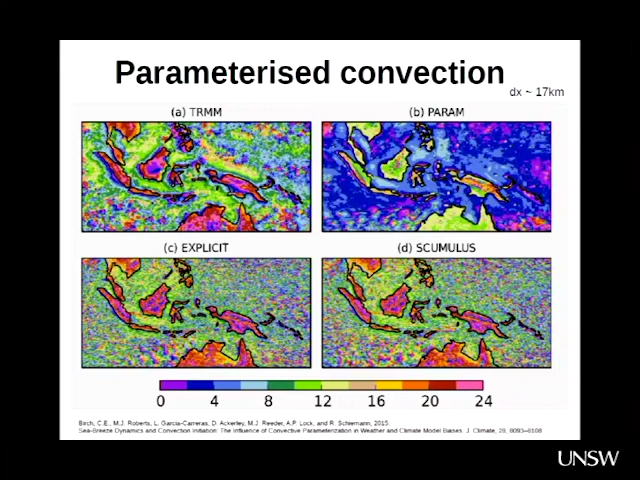 Parameterised convection
dx ~ 17km
(a) TRMM
(b) PARAM
(c) EXPLICIT
(d) SCUMULUS
0 4 8 12 16 20 24
Birch, C.E., M.J. Roberts, L. Garcia-Carreras, D. Ackerley, M.J. Reeder, A.P. Lock, and R. Schiemann, 2015.
Sea-Breeze Dynamics and Convection Initiation: The Influence of Convective Parameterization in Weather and Climate Model Biases. J. Climate, 28, 8093–8108
UNSW